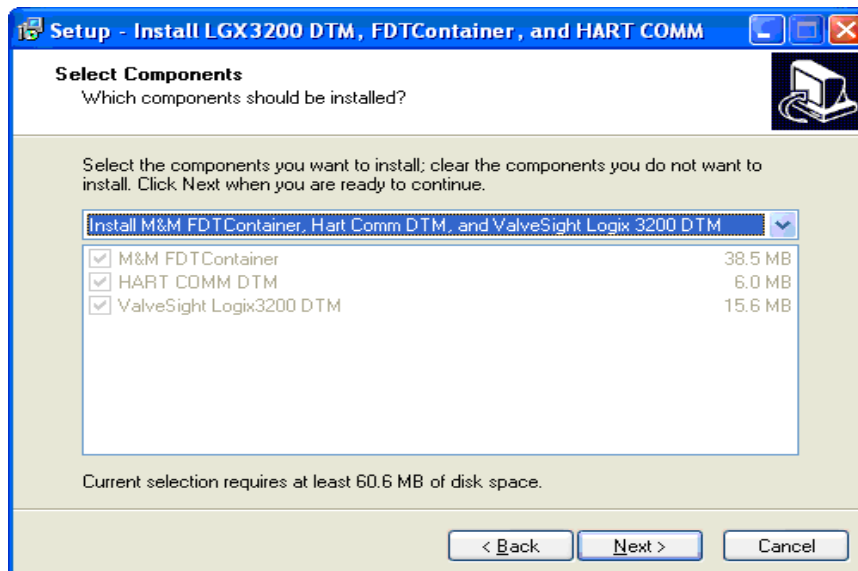 Setup - Install LGX3200 DTM, FDTContainer, and HART COMM
Select Components
Which components should be installed?
Select the components you want to install; clear the components you do not want to
install. Click Next when you are ready to continue.
Install M&M FDTContainer, Hart Comm DTM, and ValveSight Logix 3200 DTM
M&M FDTContainer 38.5 MB
HART COMM DTM 6.0 MB
ValveSight Logix3200 DTM 15.6 MB
Current selection requires at least 60.6 MB of disk space.
< Back Next > Cancel